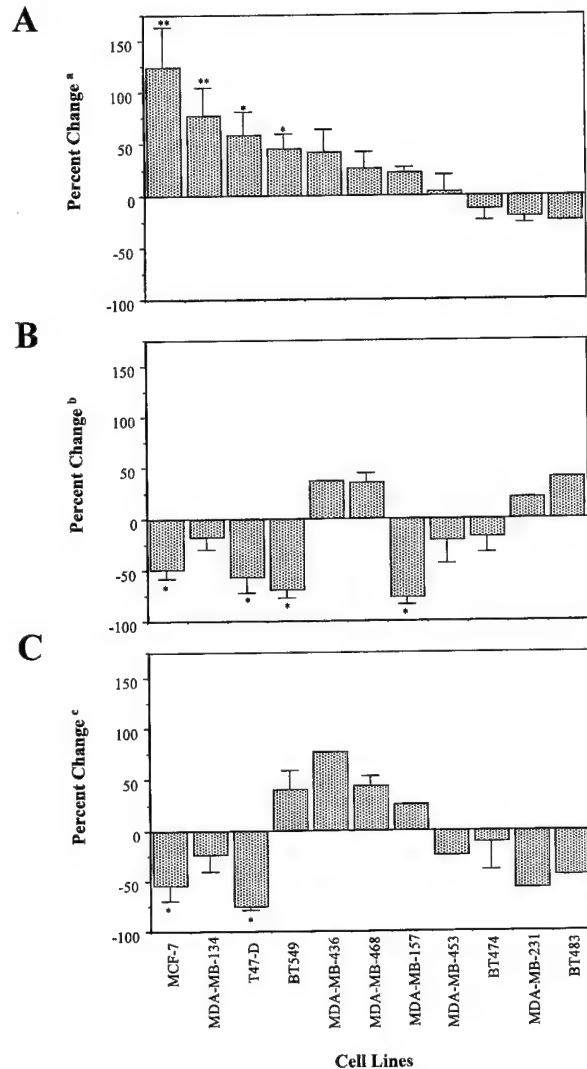 A
Percent Change a
150
100
50
0
-50
-100
**
**
*
*
B
Percent Change b
150
100
50
0
-50
-100
*
*
*
*
C
Percent Change c
150
100
50
0
-50
-100
*
*
MCF-7
MDA-MB-134
T47-D
BT549
MDA-MB-436
MDA-MB-468
MDA-MB-157
MDA-MB-453
BT474
MDA-MB-231
BT483
Cell Lines